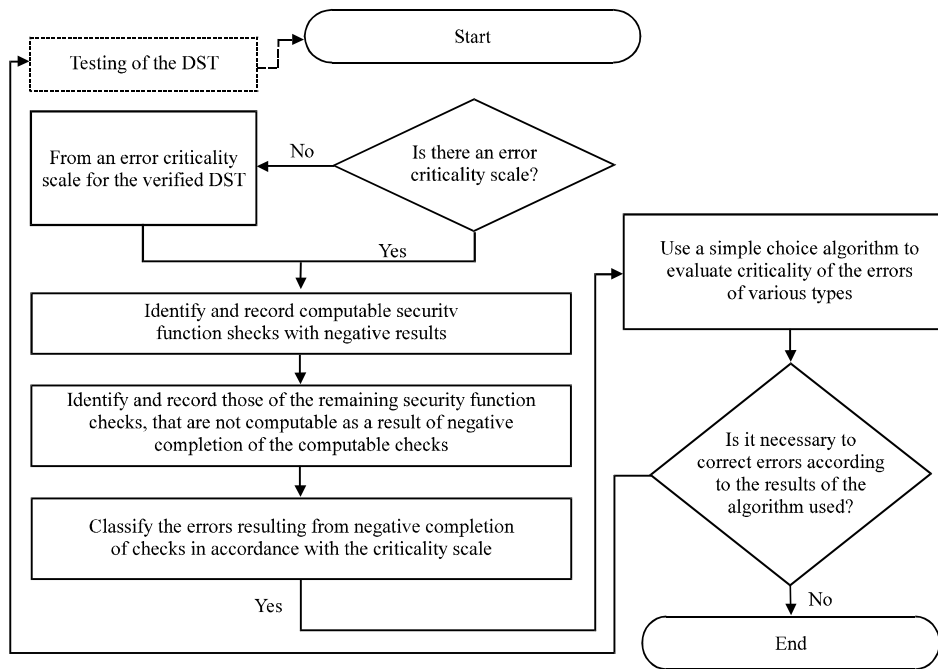 Testing of the DST
Start
From an error criticality
scale for the verified DST
No
Is there an error
criticality scale?
Yes
Identify and record computable security
function shecks with negative results
Identify and record those of the remaining security function
checks, that are not computable as a result of negative
completion of the computable checks
Classify the errors resulting from negative completion
of checks in accordance with the criticality scale
Yes
Use a simple choice algorithm to
evaluate criticality of the errors
of various types
Is it necessary to
correct errors according
to the results of the
algorithm used?
No
End